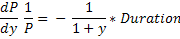 dP/dy 1/P = − 1/(1 + y) * Duration